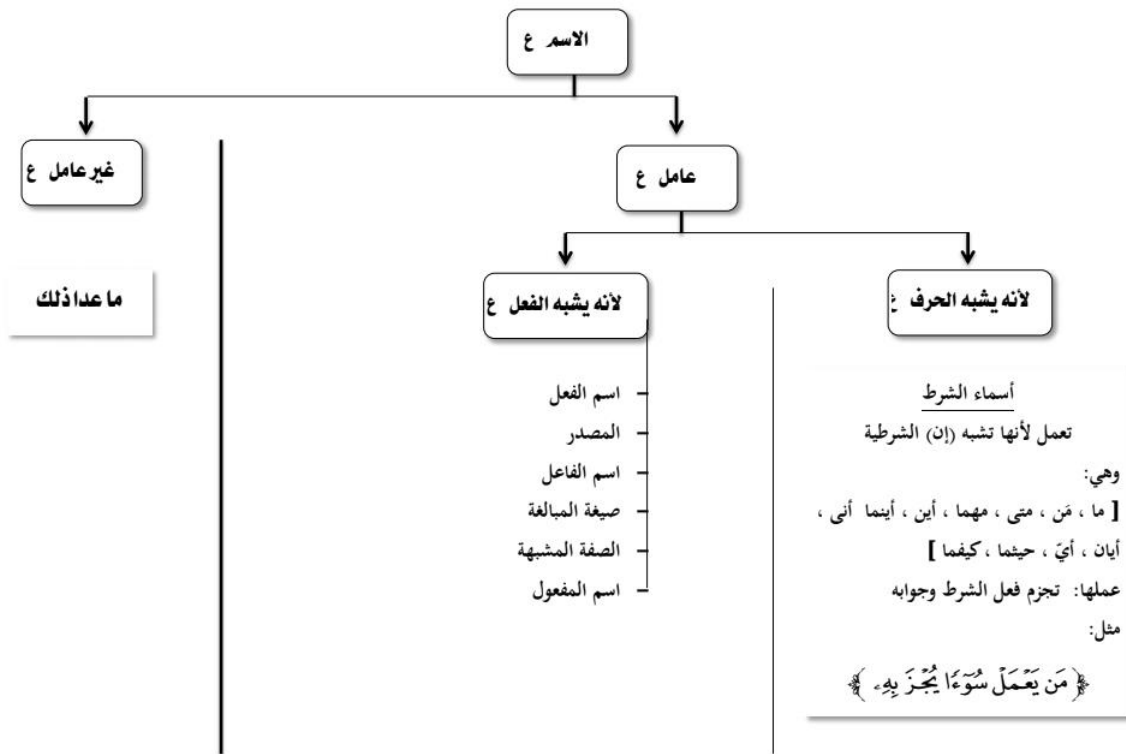 الاسم ع
عامل ع
غير عامل ع
لأنه يشبه الحرف ع
لأنه يشبه الفعل ع
ما عدا ذلك
أسماء الشرط
تعمل لأنها تشبه (إن) الشرطية
وهي:
[ ما ، مَن ، متى ، مهما ، أين ، أينما أنى ،
أيان ، أيّ ، حيثما ، كيفما ]
عملها: تجزم فعل الشرط وجوابه
مثل:
﴿ مَن يَعۡمَلۡ سُوٓءٗا يُجۡزَ بِهِۦ ﴾
- اسم الفعل
- المصدر
- اسم الفاعل
- صيغة المبالغة
- الصفة المشبهة
- اسم المفعول